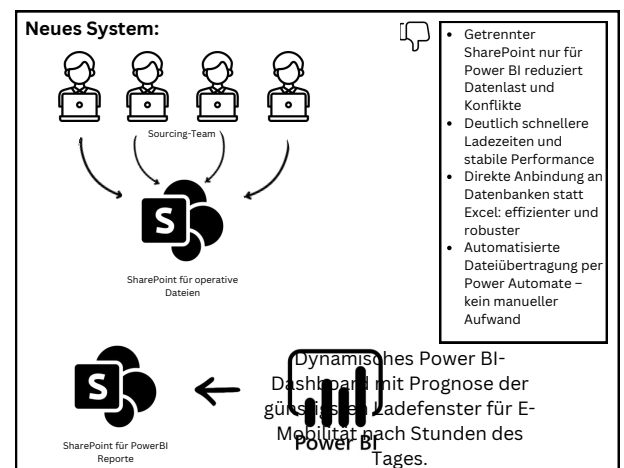 Neues System:
Sourcing-Team
S
SharePoint für operative
Dateien
Getrennter
SharePoint nur für
Power BI reduziert
Datenlast und
Konflikte
Deutlich schnellere
Ladezeiten und
stabile Performance
Direkte Anbindung an
Datenbanken statt
Excel: effizienter und
robuster
Automatisierte
Dateiübertragung per
Power Automate –
kein manueller
Aufwand
S
SharePoint für PowerBI
Reporte
Dynamisches Power BI-
Dashboard mit Prognose der
günstigsten Ladefenster für E-
Mobilität nach Stunden des
Tages.
Power BI